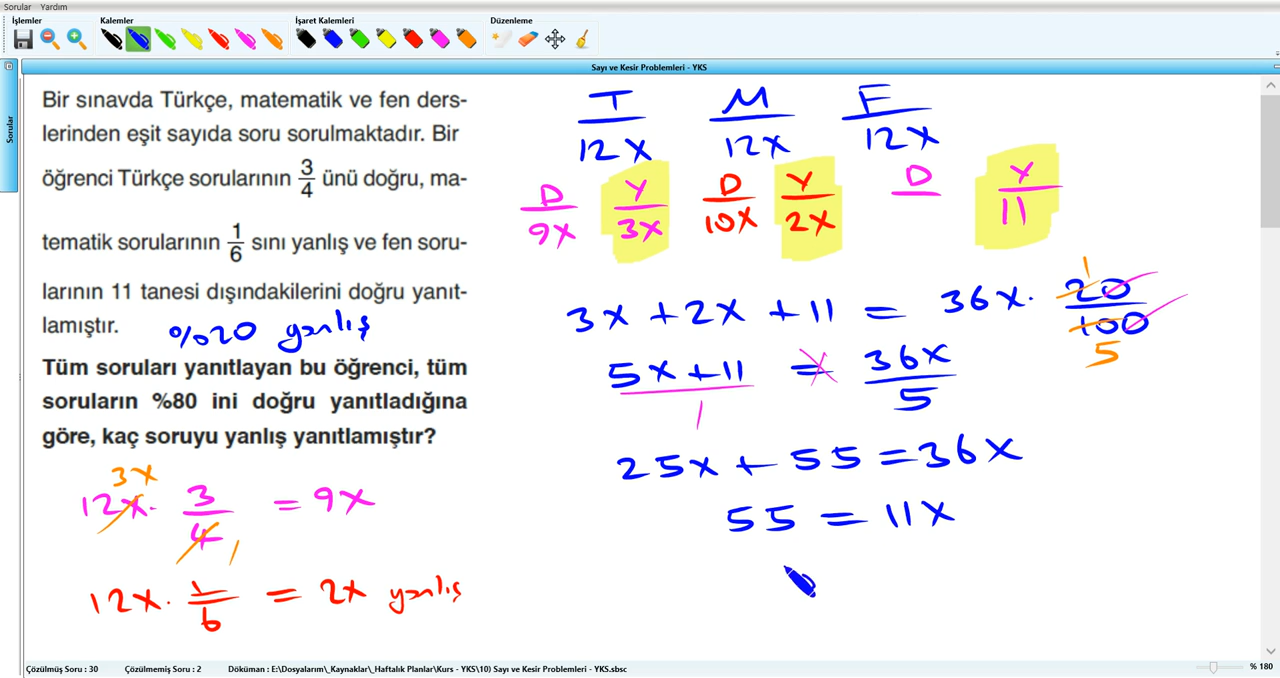 Sorular Yardım
İşlemler Kalemler İşaret Kalemleri Düzenleme
Sayı ve Kesir Problemleri - YKS
Sorular
Bir sınavda Türkçe, matematik ve fen ders-
lerinden eşit sayıda soru sorulmaktadır. Bir
öğrenci Türkçe sorularının 3/4 ünü doğru, ma-
tematik sorularının 1/6 sını yanlış ve fen soru-
larının 11 tanesi dışındakilerini doğru yanıt-
lamıştır.
%20 yanlış
Tüm soruları yanıtlayan bu öğrenci, tüm
soruların %80 ini doğru yanıtladığına
göre, kaç soruyu yanlış yanıtlamıştır?
3x
12x · 3/4 = 9x
1
12x · 1/6 = 2x yanlış
T M F
12x 12x 12x
D Y D Y D Y
9x 3x 10x 2x 11
1
3x + 2x + 11 = 36x · 20/100
5
5x + 11 = 36x/5
1
25x + 55 = 36x
55 = 11x
Çözülmüş Soru : 30 Çözülmemiş Soru : 2 Döküman : E:\Dosyalarım\_Kaynaklar\_Haftalık Planlar\Kurs - YKS\10) Sayı ve Kesir Problemleri - YKS.sbsc % 180